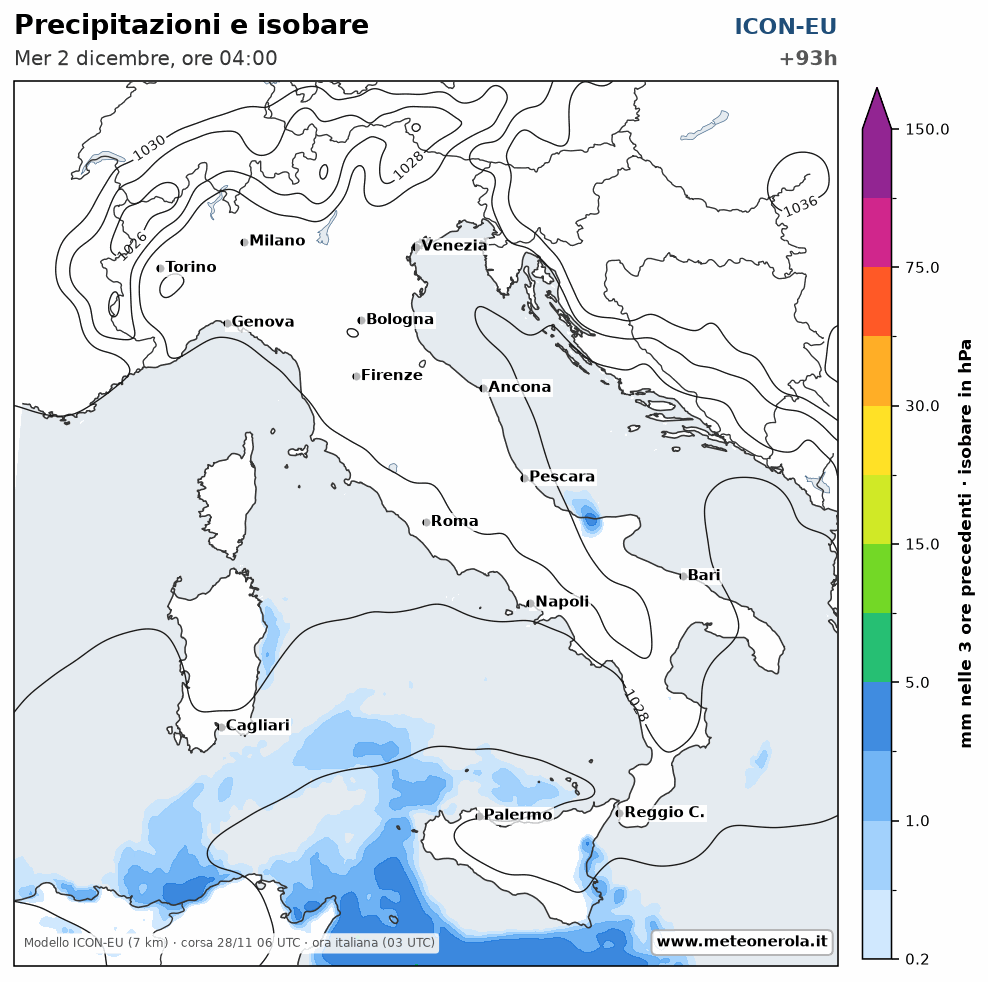 Precipitazioni e isobare
ICON-EU
Mer 2 dicembre, ore 04:00
+93h
1030
1028
1036
1026
Milano
Venezia
Torino
Genova
Bologna
Firenze
Ancona
Pescara
Roma
Bari
Napoli
1028
Cagliari
Palermo
Reggio C.
Modello ICON-EU (7 km) · corsa 28/11 06 UTC · ora italiana (03 UTC)
www.meteonerola.it
150.0
75.0
30.0
15.0
5.0
1.0
0.2
mm nelle 3 ore precedenti · isobare in hPa